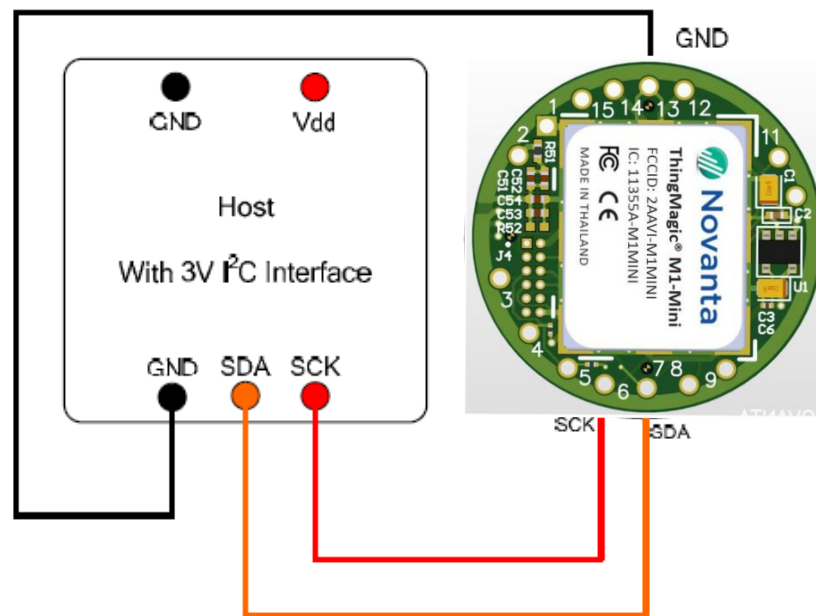 GND
GND
Vdd
Host
With 3V I²C Interface
GND
SDA
SCK
1
15
14
13
12
2
11
R51
C51
C52
C54
C53
R52
J4
3
4
5
6
7
8
9
C1
C2
U1
C3
C6
Novanta
ThingMagic® M1-Mini
FCCID: 2AAVI-M1MINI
IC: 11355A-M1MINI
FC CE
MADE IN THAILAND
SCK
SDA